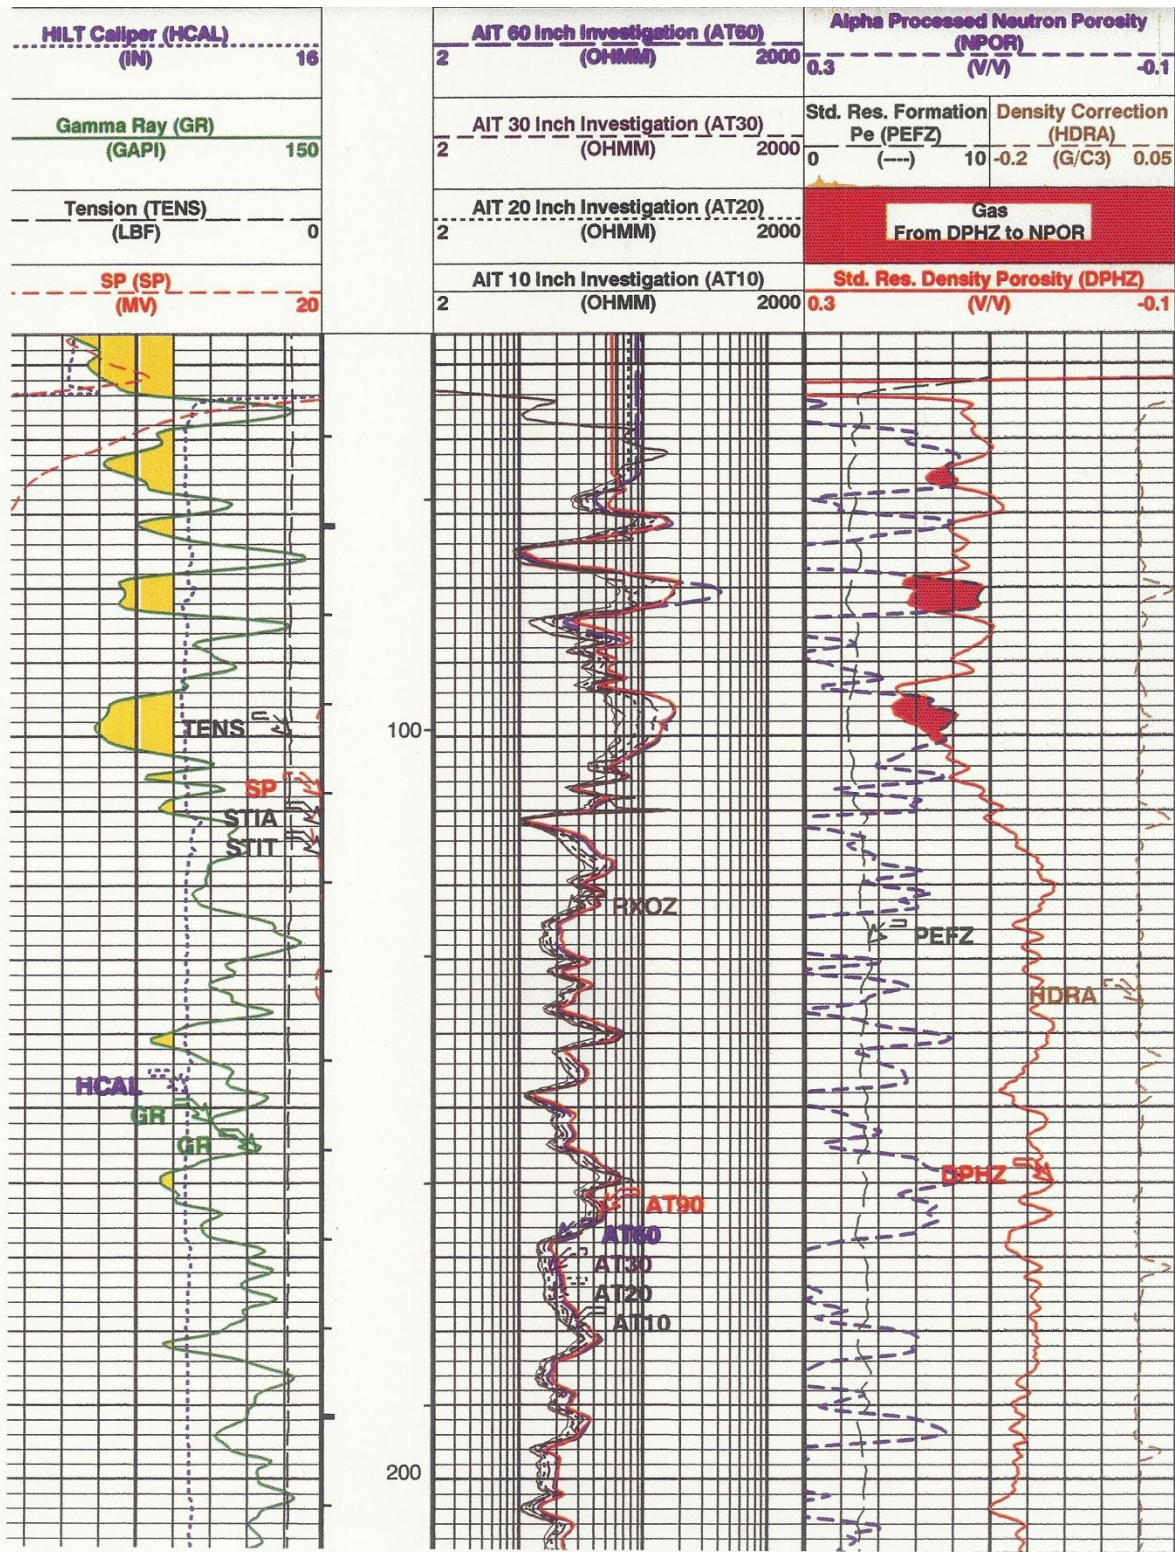 HILT Caliper (HCAL)
(IN) 16
Gamma Ray (GR)
(GAPI) 150
Tension (TENS)
(LBF) 0
SP (SP)
(MV) 20
AIT 60 Inch Investigation (AT60)
2 (OHMM) 2000
AIT 30 Inch Investigation (AT30)
2 (OHMM) 2000
AIT 20 Inch Investigation (AT20)
2 (OHMM) 2000
AIT 10 Inch Investigation (AT10)
2 (OHMM) 2000
Alpha Processed Neutron Porosity
(NPOR)
0.3 (V/V) -0.1
Std. Res. Formation
Pe (PEFZ)
0 (----) 10
Density Correction
(HDRA)
-0.2 (G/C3) 0.05
Gas
From DPHZ to NPOR
Std. Res. Density Porosity (DPHZ)
0.3 (V/V) -0.1
TENS
100
SP
STIA
STIT
RXOZ
PEFZ
HDRA
HCAL
GR
GR
DPHZ
AT90
AT60
AT30
AT20
AT10
200